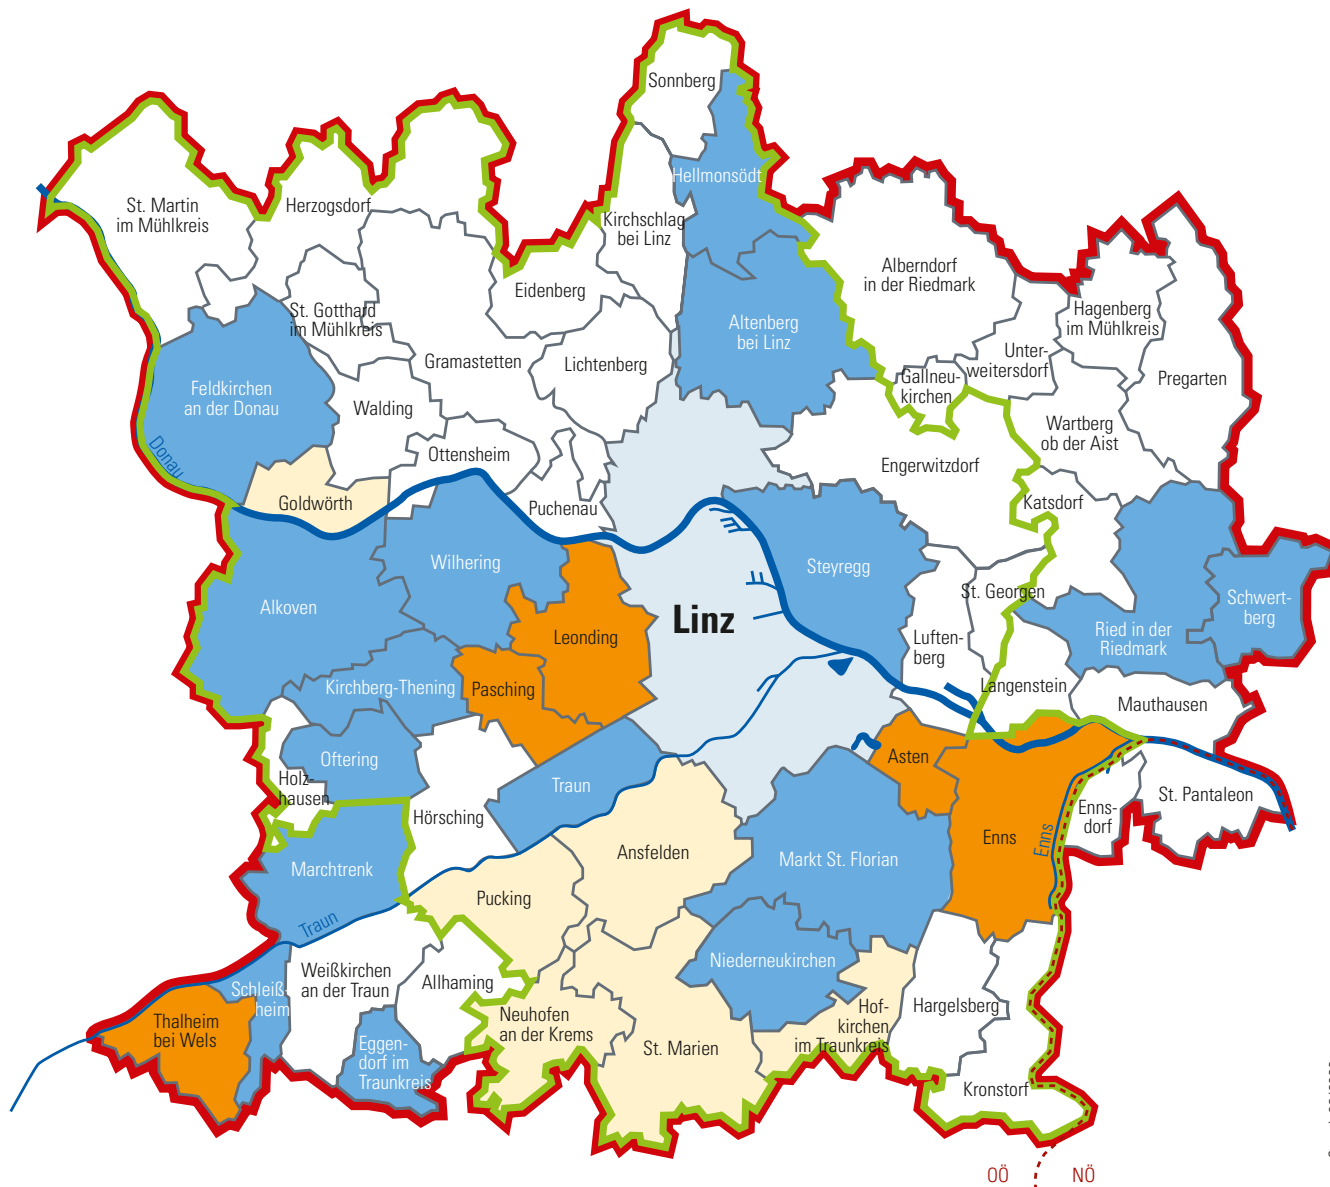 Sonnberg
St. Martin
im Mühlkreis
Herzogsdorf
Hellmonsödt
Kirchschlag
bei Linz
Eidenberg
Alberndorf
in der Riedmark
St. Gotthard
im Mühlkreis
Altenberg
bei Linz
Hagenberg
im Mühlkreis
Gramastetten
Lichtenberg
Unter-
weitersdorf
Pregarten
Gallneu-
kirchen
Feldkirchen
an der Donau
Walding
Wartberg
ob der Aist
Donau
Ottensheim
Engerwitzdorf
Goldwörth
Puchenau
Katsdorf
Wilhering
Steyregg
Alkoven
St. Georgen
Schwert-
berg
Linz
Leonding
Luften-
berg
Ried in der
Riedmark
Kirchberg-Thening
Pasching
Langenstein
Mauthausen
Oftering
Asten
Holz-
hausen
Traun
St. Pantaleon
Hörsching
Enns-
dorf
Enns
Enns
Ansfelden
Markt St. Florian
Marchtrenk
Pucking
Traun
Niederneukirchen
Weißkirchen
an der Traun
Allhaming
Schleiß-
heim
Hof-
kirchen
im Traunkreis
Hargelsberg
Neuhofen
an der Krems
Thalheim
bei Wels
Eggen-
dorf im
Traunkreis
St. Marien
Kronstorf
OÖ
NÖ